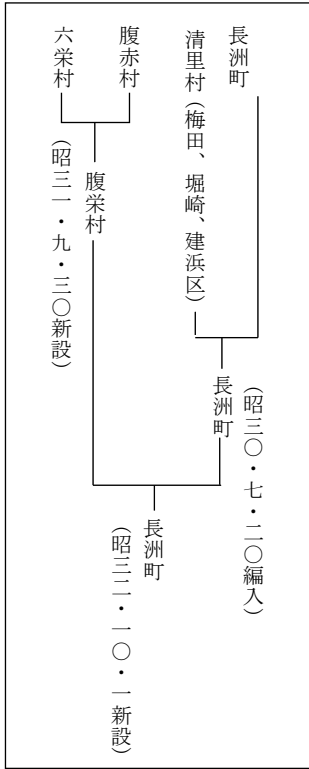 長洲町
清里村（梅田、堀崎、建浜区）
腹赤村
六栄村
（昭三〇・七・二〇編入）
長洲町
腹栄村
（昭三一・九・三〇新設）
長洲町
（昭三二・一〇・一新設）